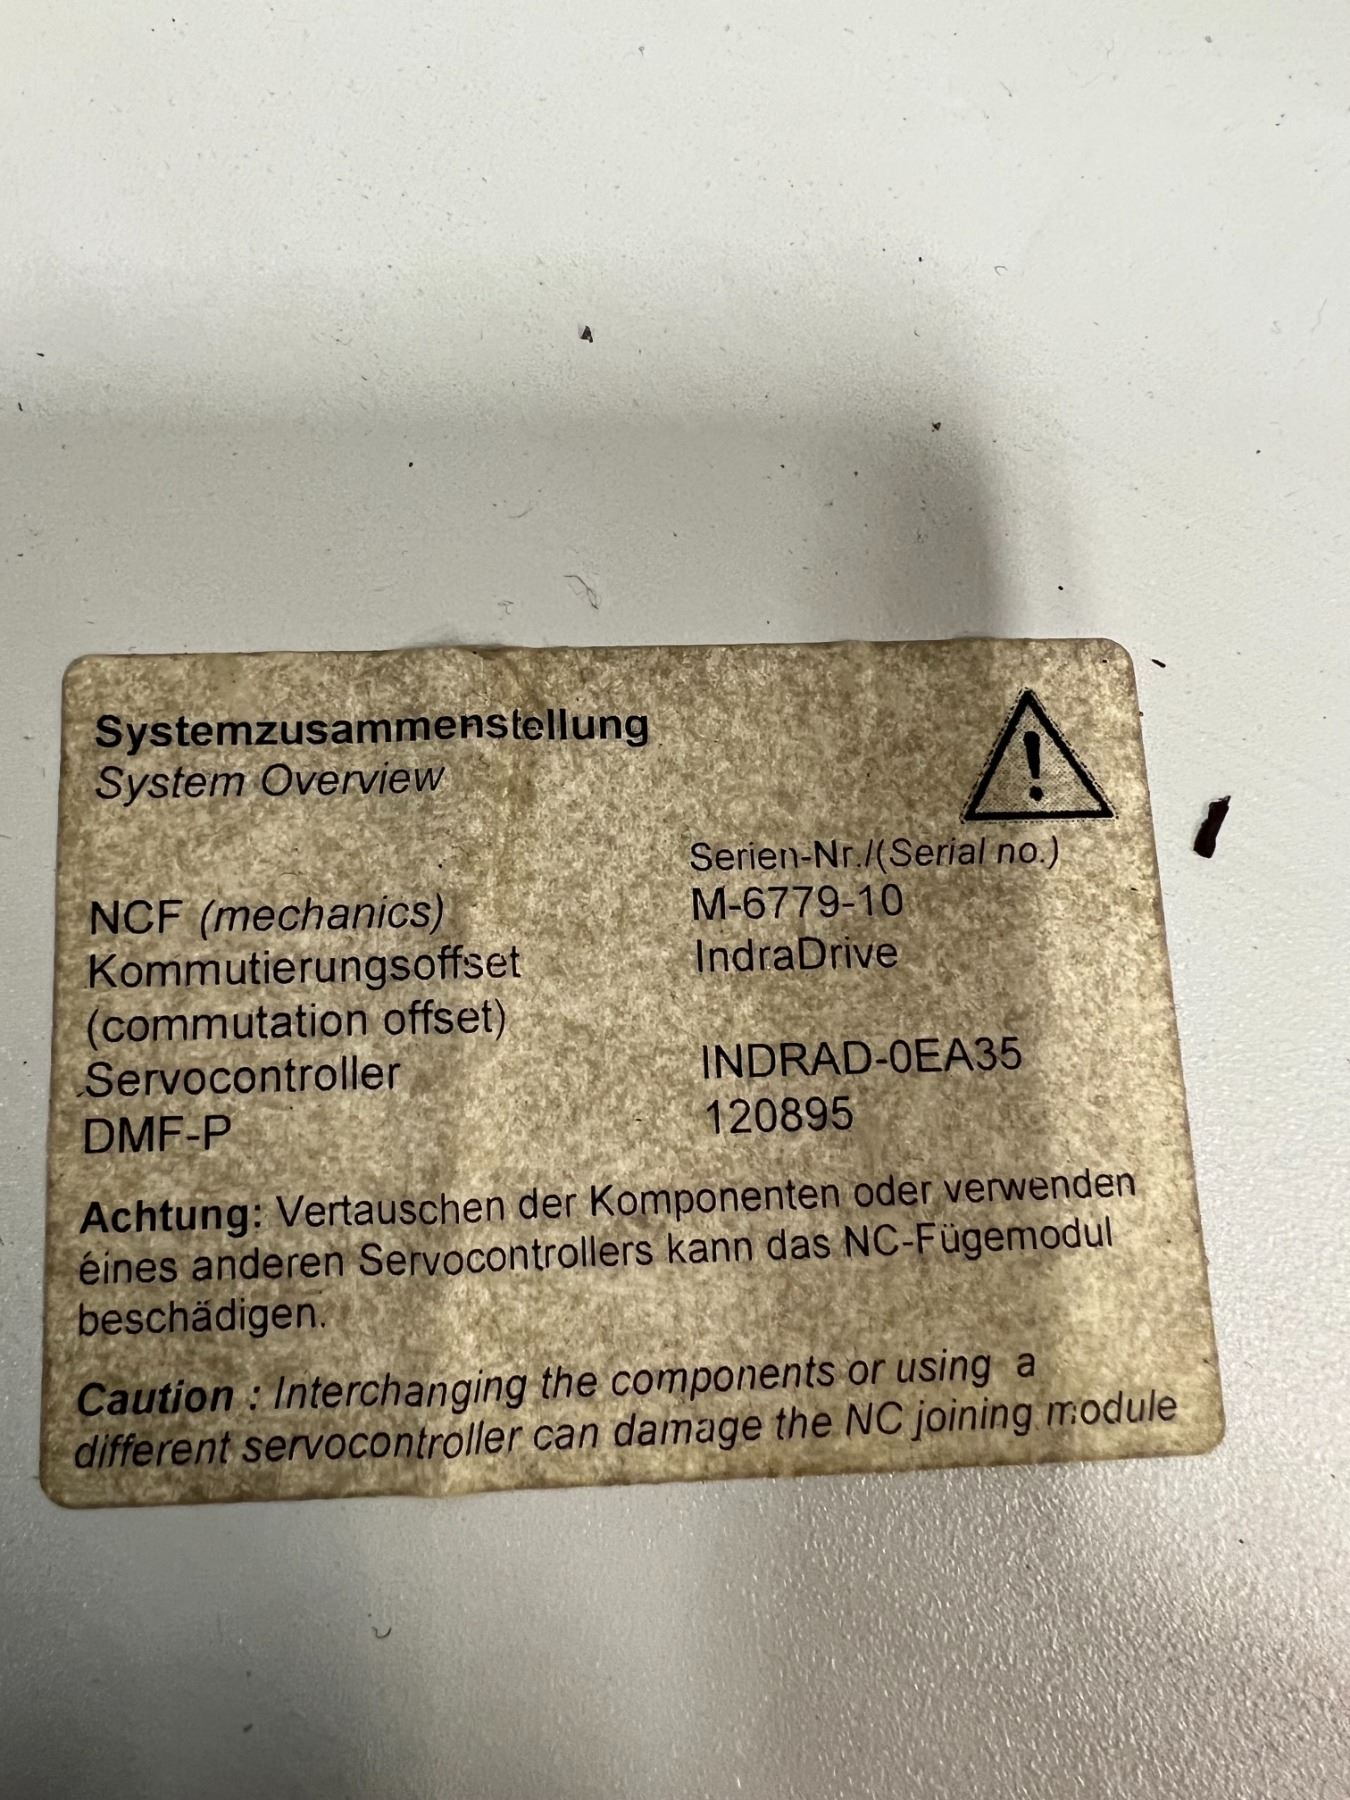 Systemzusammenstellung
System Overview
Serien-Nr./(Serial no.)
NCF (mechanics) M-6779-10
Kommutierungsoffset IndraDrive
(commutation offset)
Servocontroller INDRAD-0EA35
DMF-P 120895
Achtung: Vertauschen der Komponenten oder verwenden
eines anderen Servocontrollers kann das NC-Fügemodul
beschädigen.
Caution : Interchanging the components or using a
different servocontroller can damage the NC joining module